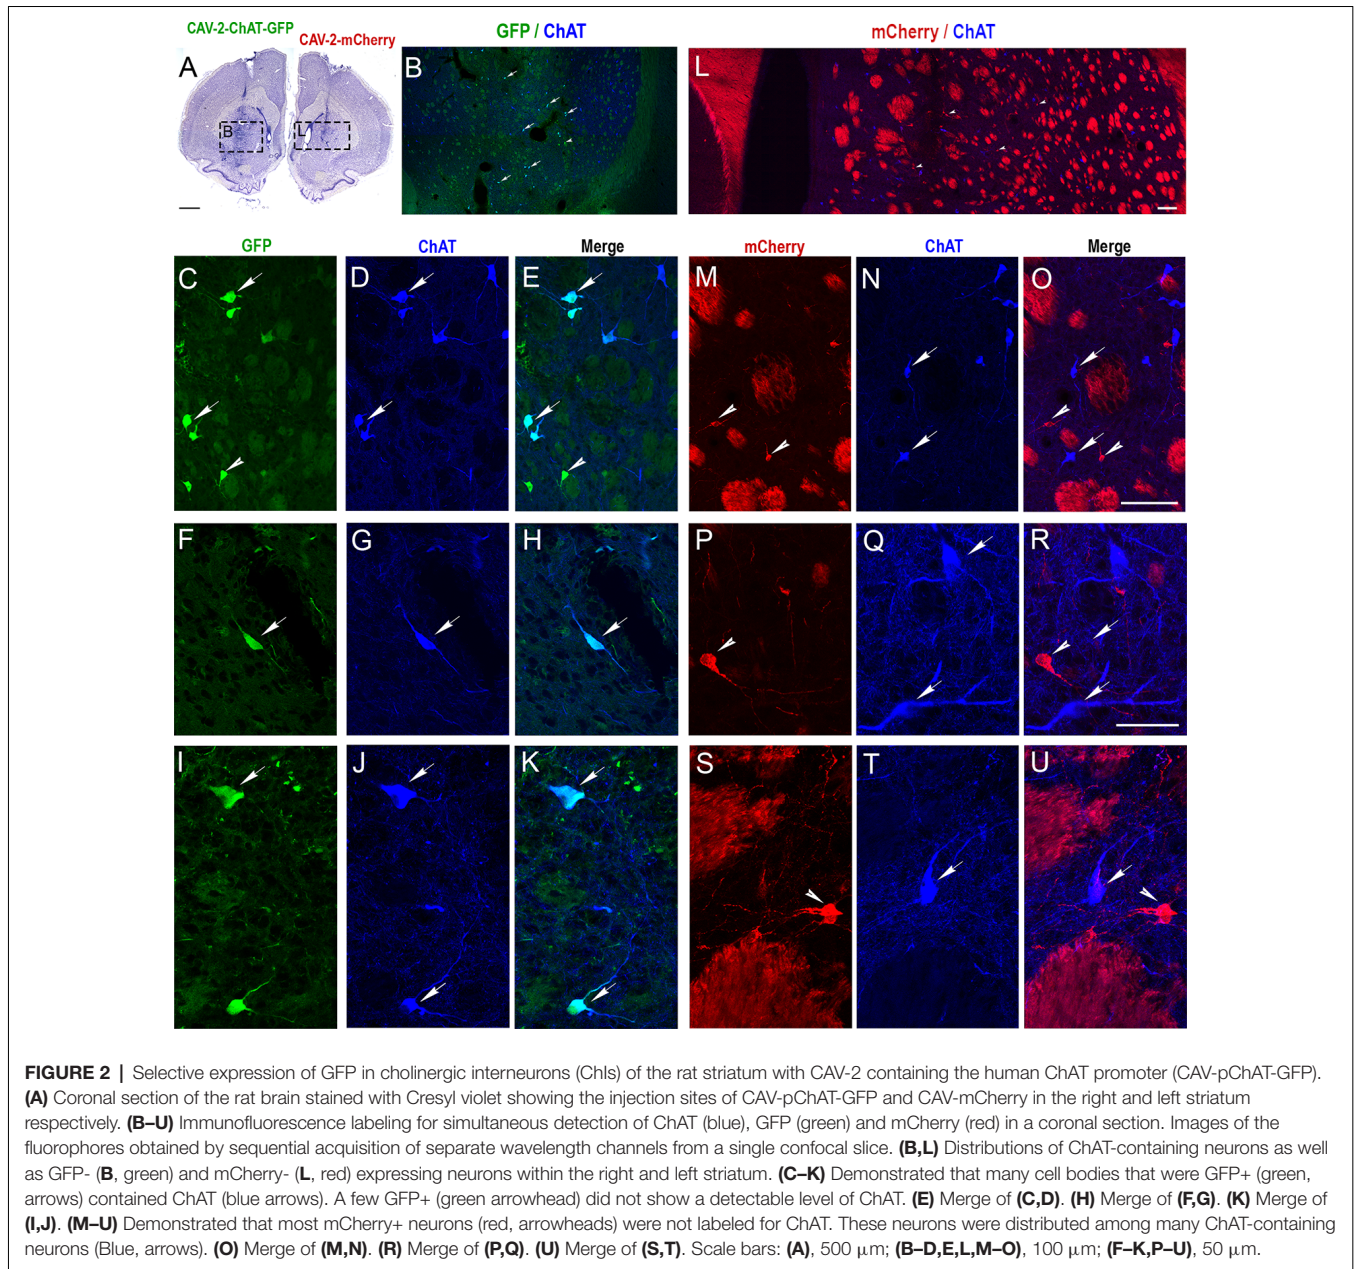 CAV-2-ChAT-GFP
CAV-2-mCherry
GFP / ChAT
mCherry / ChAT
A
B
L
B
L
GFP
ChAT
Merge
mCherry
ChAT
Merge
C
D
E
M
N
O
F
G
H
P
Q
R
I
J
K
S
T
U
FIGURE 2 | Selective expression of GFP in cholinergic interneurons (ChIs) of the rat striatum with CAV-2 containing the human ChAT promoter (CAV-pChAT-GFP).
(A) Coronal section of the rat brain stained with Cresyl violet showing the injection sites of CAV-pChAT-GFP and CAV-mCherry in the right and left striatum
respectively. (B–U) Immunofluorescence labeling for simultaneous detection of ChAT (blue), GFP (green) and mCherry (red) in a coronal section. Images of the
fluorophores obtained by sequential acquisition of separate wavelength channels from a single confocal slice. (B,L) Distributions of ChAT-containing neurons as well
as GFP- (B, green) and mCherry- (L, red) expressing neurons within the right and left striatum. (C–K) Demonstrated that many cell bodies that were GFP+ (green,
arrows) contained ChAT (blue arrows). A few GFP+ (green arrowhead) did not show a detectable level of ChAT. (E) Merge of (C,D). (H) Merge of (F,G). (K) Merge of
(I,J). (M–U) Demonstrated that most mCherry+ neurons (red, arrowheads) were not labeled for ChAT. These neurons were distributed among many ChAT-containing
neurons (Blue, arrows). (O) Merge of (M,N). (R) Merge of (P,Q). (U) Merge of (S,T). Scale bars: (A), 500 μm; (B–D,E,L,M–O), 100 μm; (F–K,P–U), 50 μm.